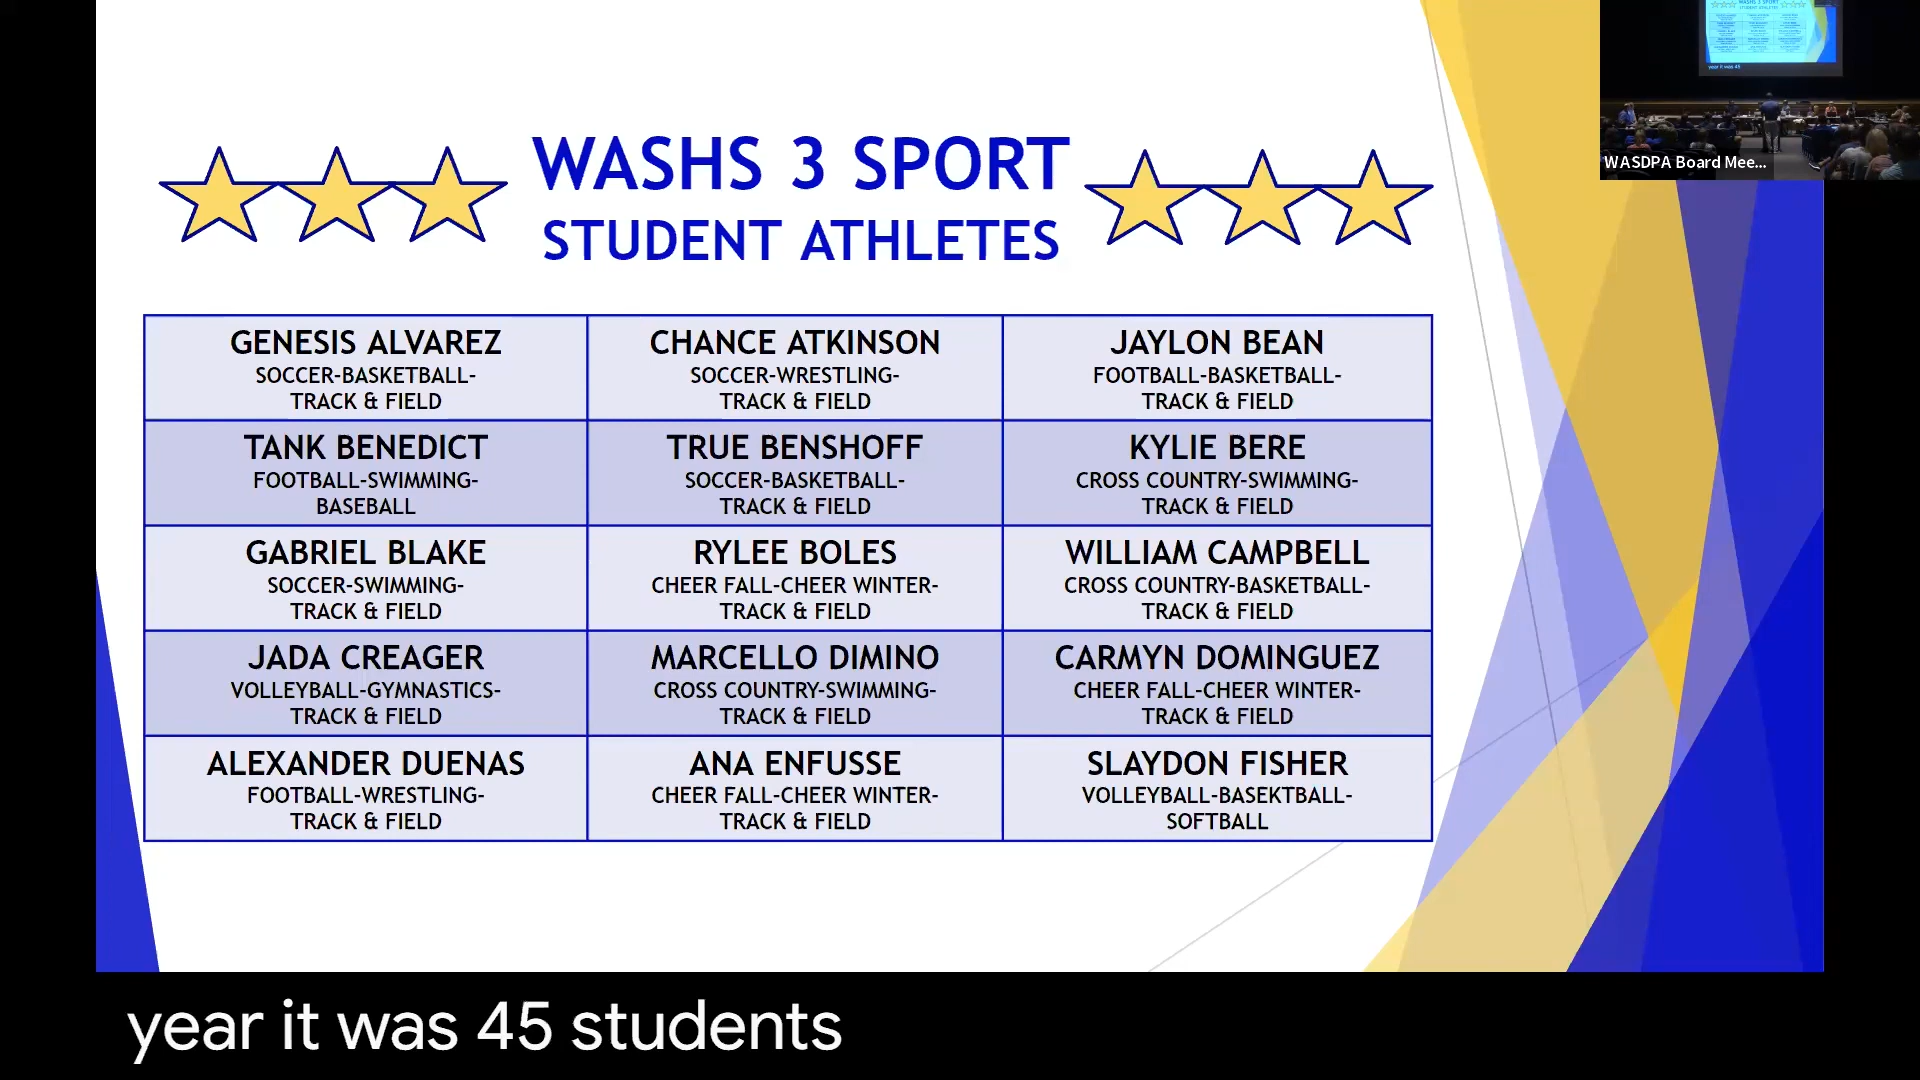 WASHS 3 SPORT
STUDENT ATHLETES
WASDPA Board Mee...
year it was 45
GENESIS ALVAREZ
SOCCER-BASKETBALL-
TRACK & FIELD
CHANCE ATKINSON
SOCCER-WRESTLING-
TRACK & FIELD
JAYLON BEAN
FOOTBALL-BASKETBALL-
TRACK & FIELD
TANK BENEDICT
FOOTBALL-SWIMMING-
BASEBALL
TRUE BENSHOFF
SOCCER-BASKETBALL-
TRACK & FIELD
KYLIE BERE
CROSS COUNTRY-SWIMMING-
TRACK & FIELD
GABRIEL BLAKE
SOCCER-SWIMMING-
TRACK & FIELD
RYLEE BOLES
CHEER FALL-CHEER WINTER-
TRACK & FIELD
WILLIAM CAMPBELL
CROSS COUNTRY-BASKETBALL-
TRACK & FIELD
JADA CREAGER
VOLLEYBALL-GYMNASTICS-
TRACK & FIELD
MARCELLO DIMINO
CROSS COUNTRY-SWIMMING-
TRACK & FIELD
CARMYN DOMINGUEZ
CHEER FALL-CHEER WINTER-
TRACK & FIELD
ALEXANDER DUENAS
FOOTBALL-WRESTLING-
TRACK & FIELD
ANA ENFUSSE
CHEER FALL-CHEER WINTER-
TRACK & FIELD
SLAYDON FISHER
VOLLEYBALL-BASEKTBALL-
SOFTBALL
year it was 45 students